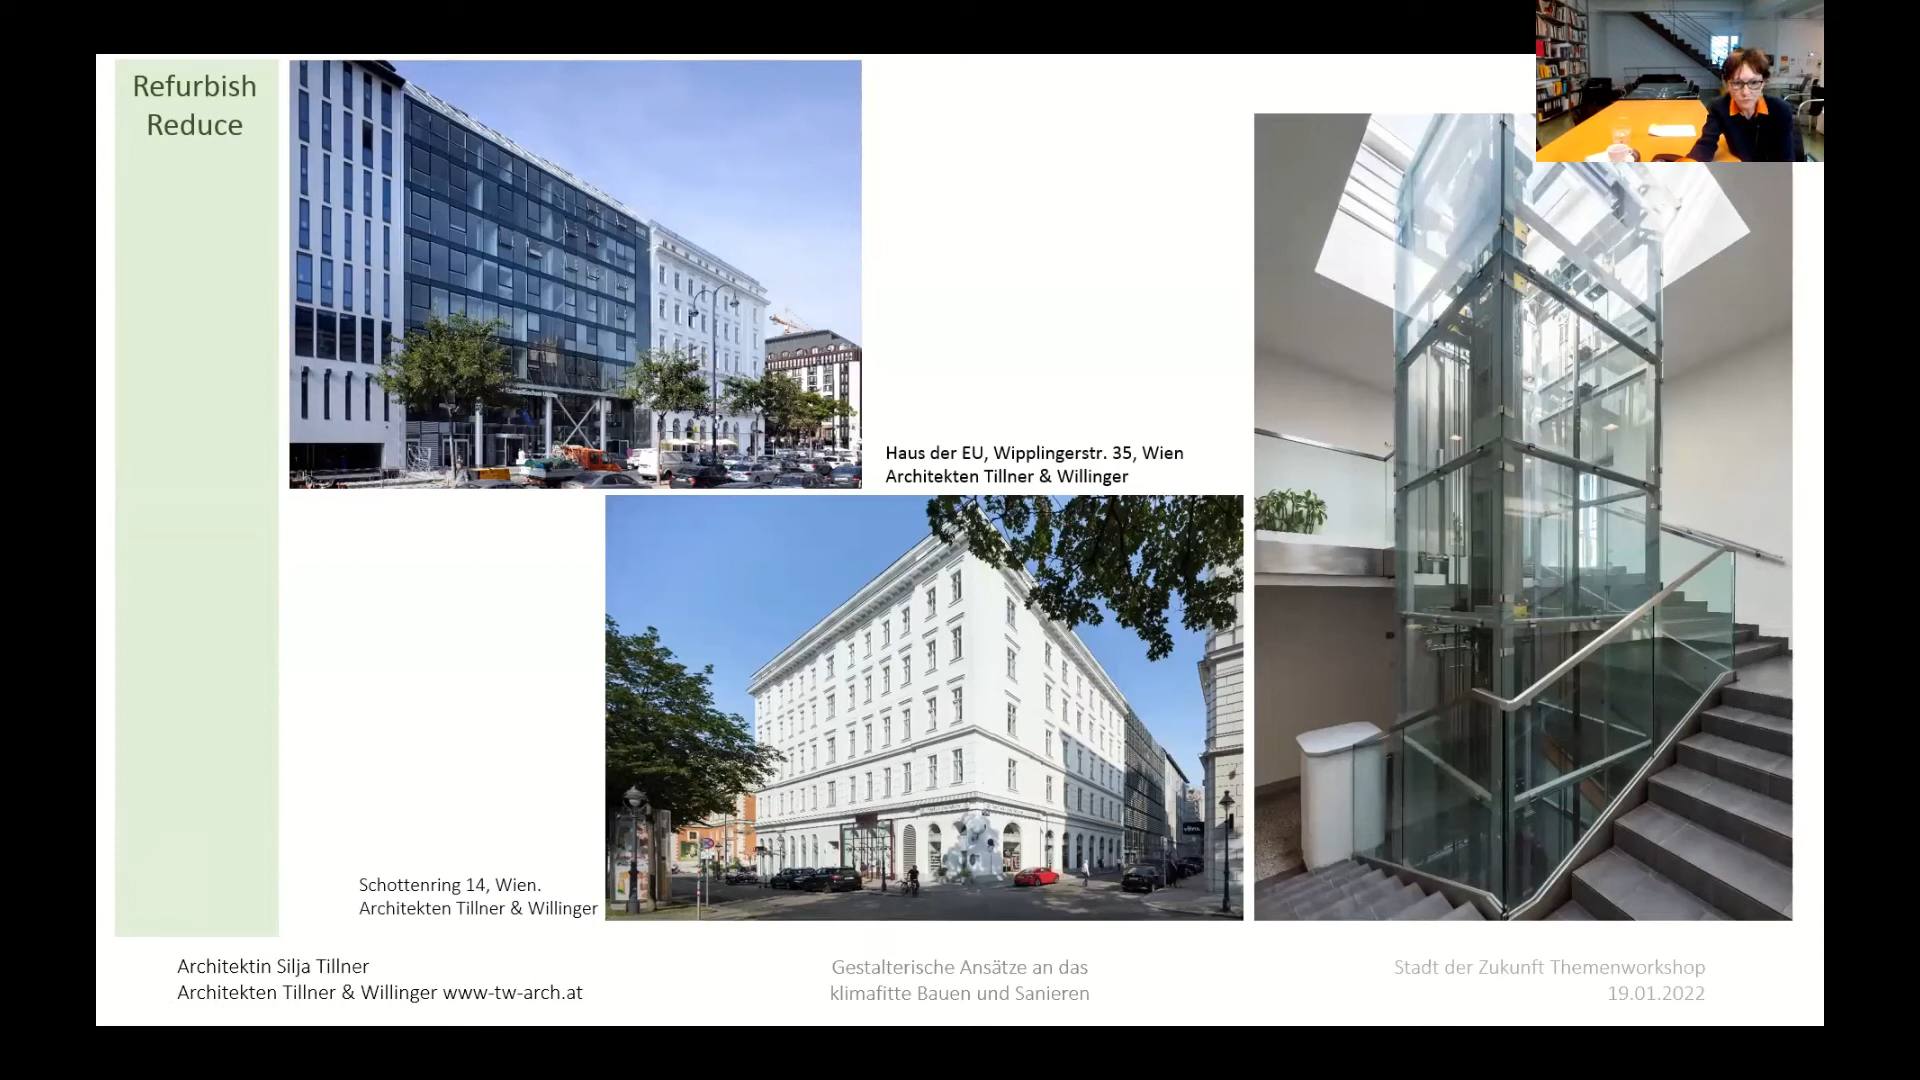 Refurbish
Reduce
Haus der EU, Wipplingerstr. 35, Wien
Architekten Tillner & Willinger
Schottenring 14, Wien.
Architekten Tillner & Willinger
Architektin Silja Tillner
Architekten Tillner & Willinger www-tw-arch.at
Gestalterische Ansätze an das
klimafitte Bauen und Sanieren
Stadt der Zukunft Themenworkshop
19.01.2022